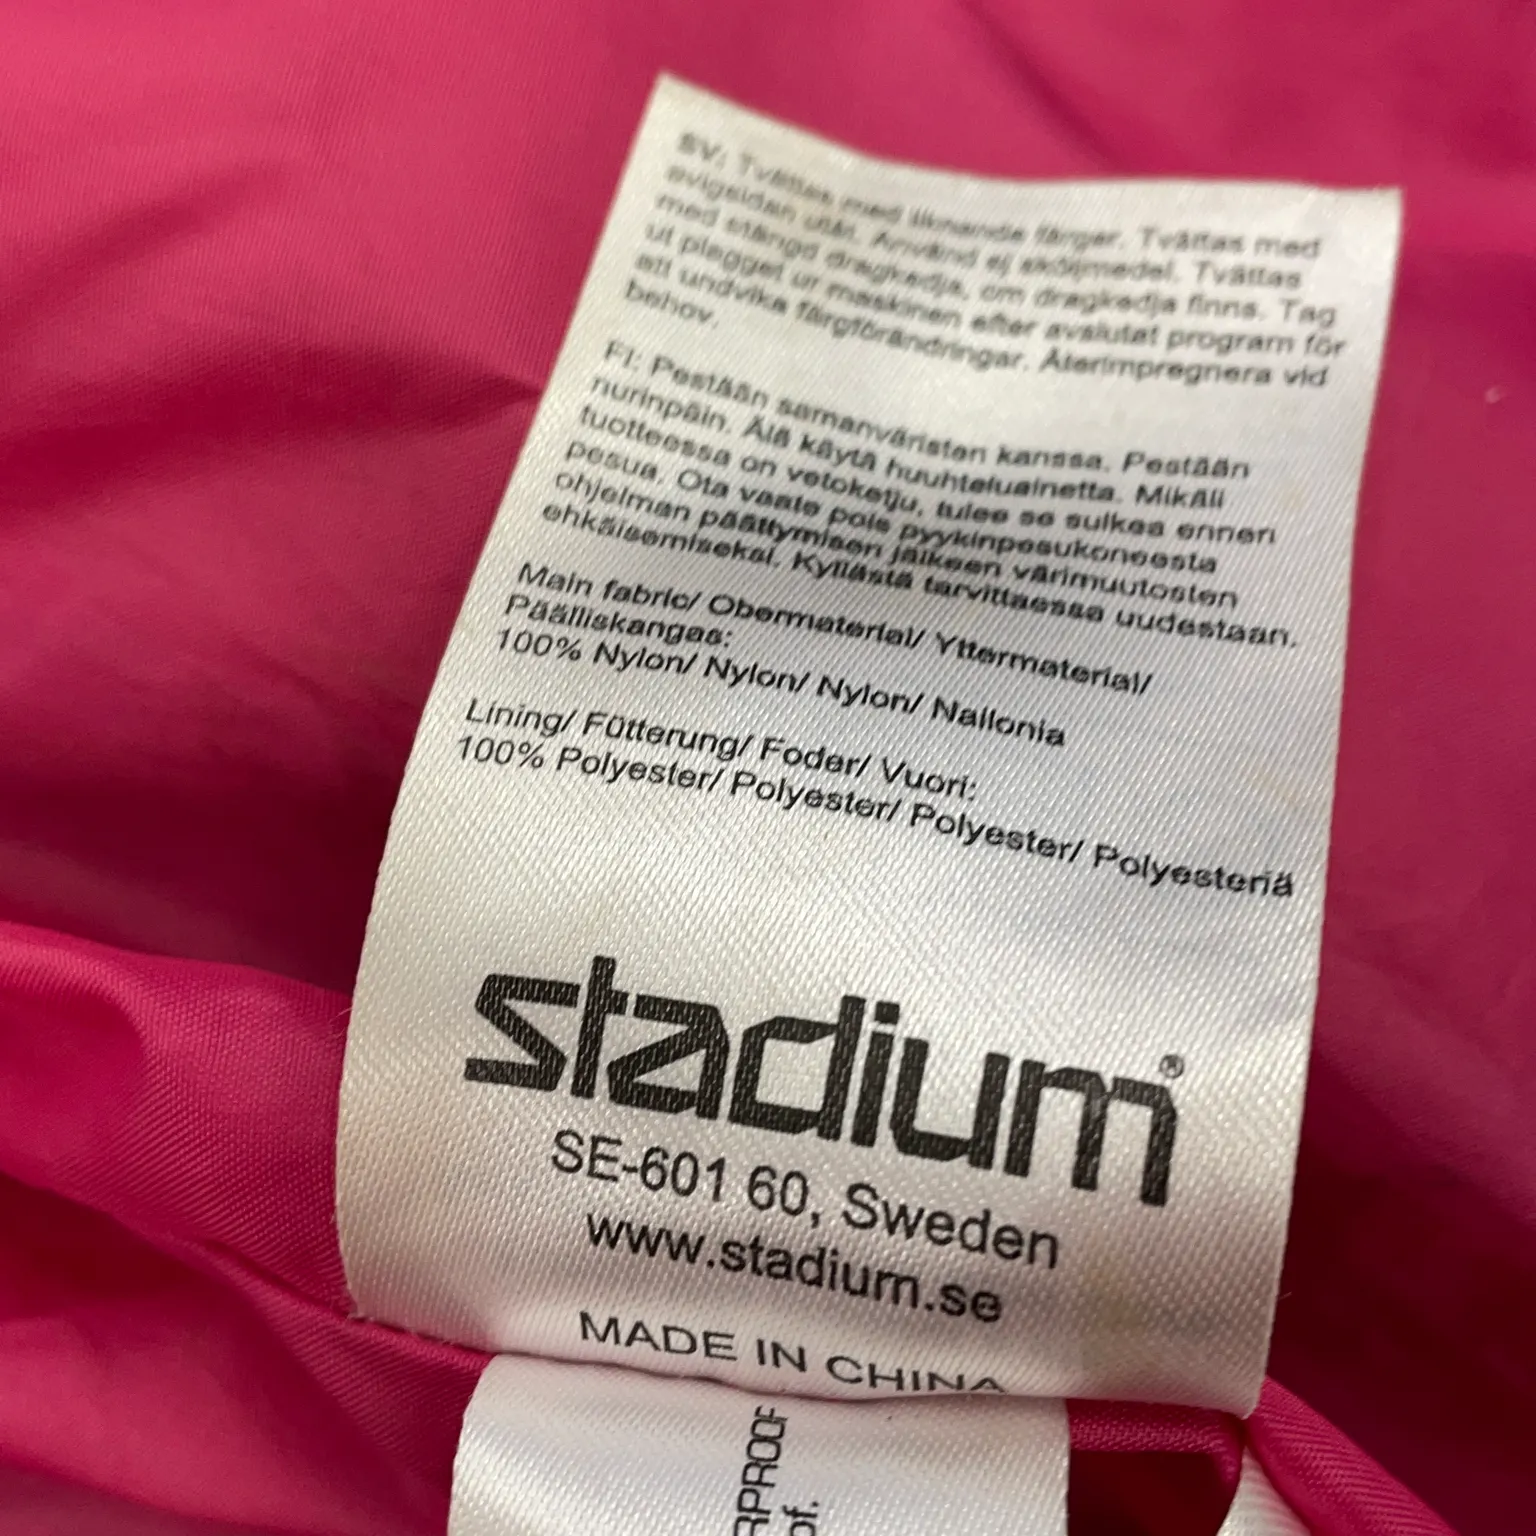 SV: Tvättas med liknande färger. Tvättas med
avigsidan utåt. Använd ej sköljmedel. Tvättas
med stängd dragkedja, om dragkedja finns. Tag
ut plagget ur maskinen efter avslutat program för
att undvika färgförändringar. Återimpregnera vid
behov.
FI: Pestään samanväristen kanssa. Pestään
nurinpäin. Älä käytä huuhteluainetta. Mikäli
tuotteessa on vetoketju, tulee se sulkea ennen
pesua. Ota vaate pois pyykinpesukoneesta
ohjelman päättymisen jälkeen värimuutosten
ehkäisemiseksi. Kyllästä tarvittaessa uudestaan.
Main fabric/ Obermaterial/ Yttermaterial/
Päälliskangas:
100% Nylon/ Nylon/ Nylon/ Nailonia
Lining/ Fütterung/ Foder/ Vuori:
100% Polyester/ Polyester/ Polyester/ Polyesteriä
stadium®
SE-601 60, Sweden
www.stadium.se
MADE IN CHINA
RPROOF
of.